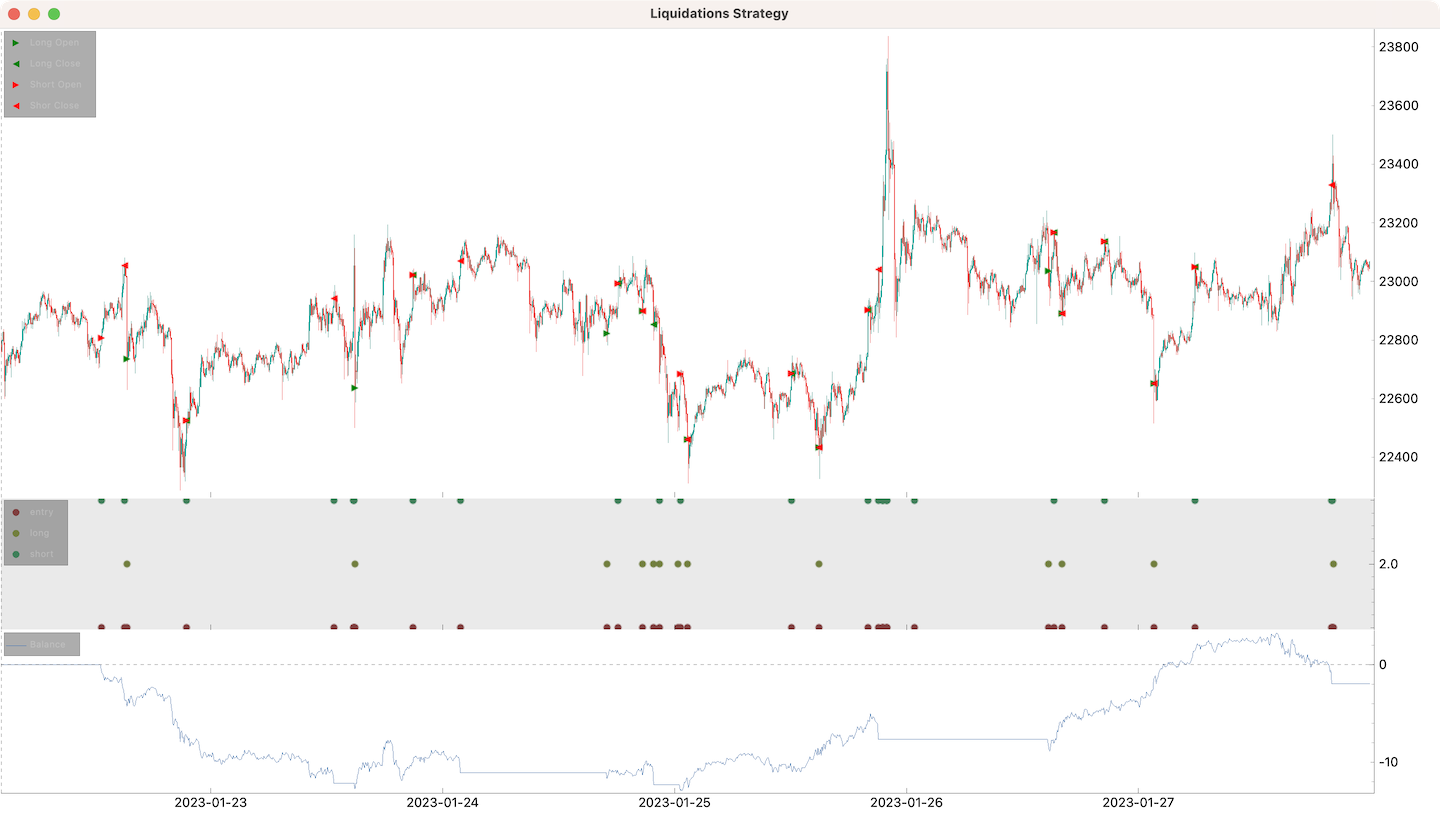 Liquidations Strategy
Long Open
Long Close
Short Open
Shor Close
23800
23600
23400
23200
23000
22800
22600
22400
entry
long
short
2.0
Balance
0
-10
2023-01-23
2023-01-24
2023-01-25
2023-01-26
2023-01-27